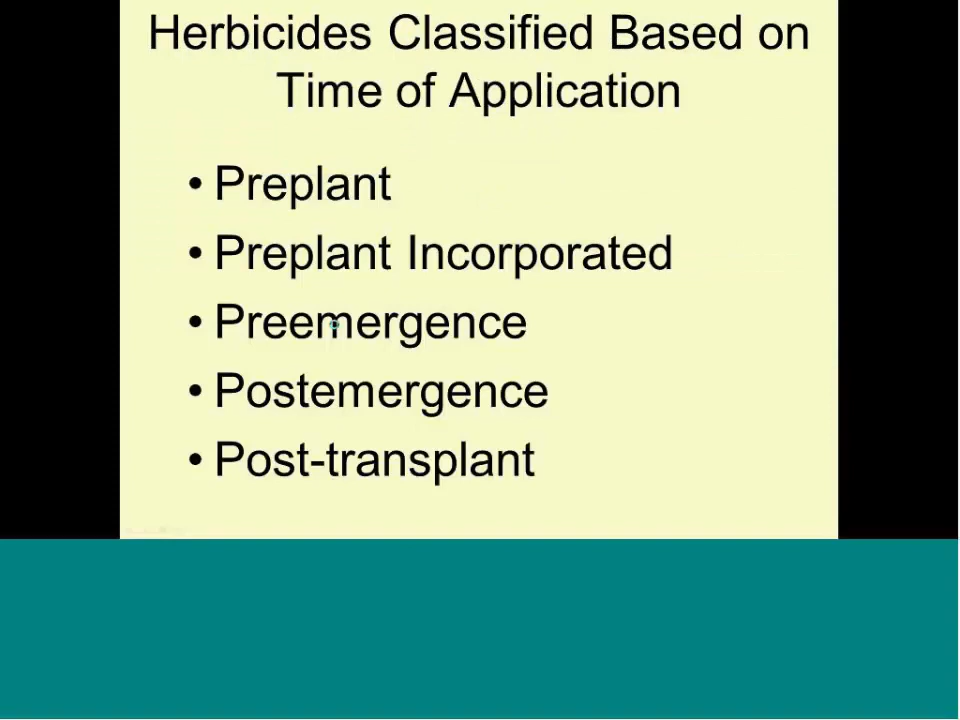 Herbicides Classified Based on
Time of Application
• Preplant
• Preplant Incorporated
• Preemergence
• Postemergence
• Post-transplant